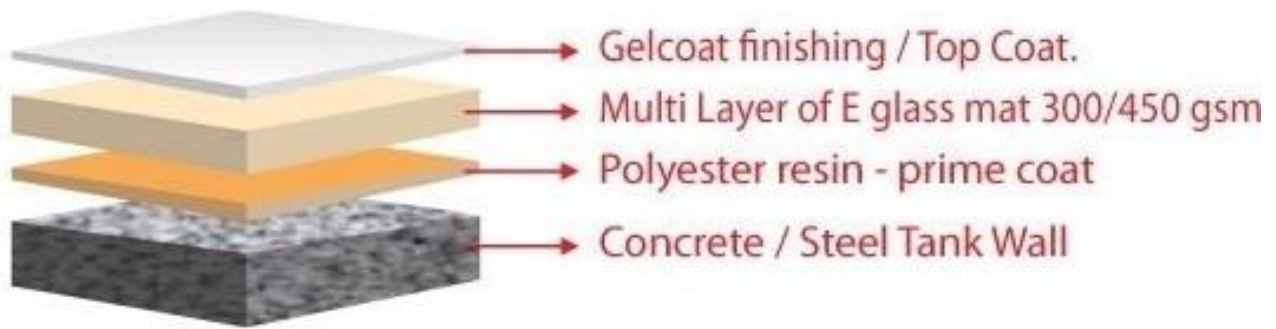 Gelcoat finishing / Top Coat.
Multi Layer of E glass mat 300/450 gsm
Polyester resin - prime coat
Concrete / Steel Tank Wall